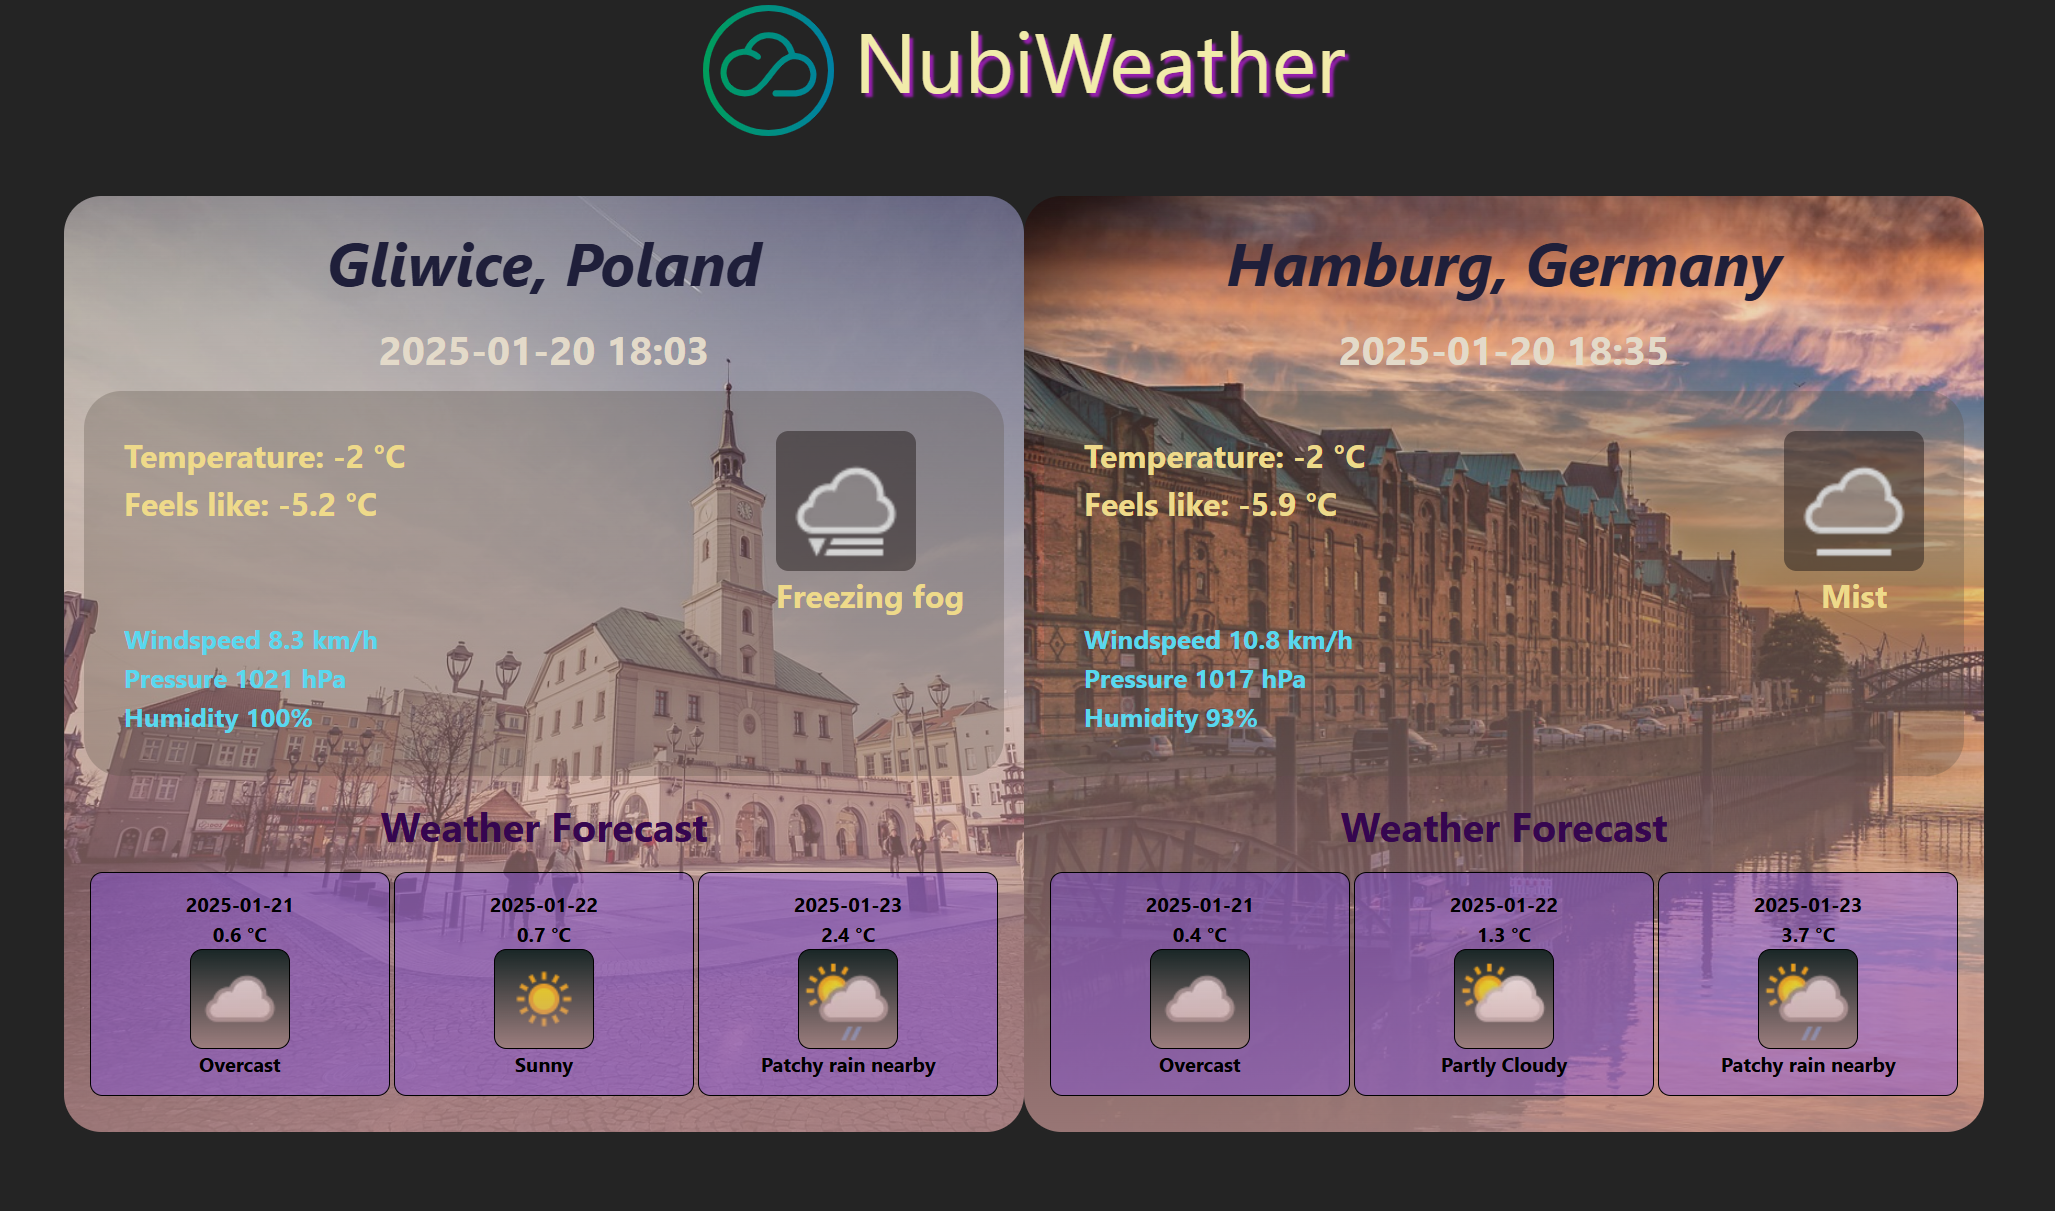 NubiWeather
Gliwice, Poland
2025-01-20 18:03
Temperature: -2 °C
Feels like: -5.2 °C
Freezing fog
Windspeed 8.3 km/h
Pressure 1021 hPa
Humidity 100%
Weather Forecast
2025-01-21
0.6 °C
Overcast
2025-01-22
0.7 °C
Sunny
2025-01-23
2.4 °C
Patchy rain nearby
Hamburg, Germany
2025-01-20 18:35
Temperature: -2 °C
Feels like: -5.9 °C
Mist
Windspeed 10.8 km/h
Pressure 1017 hPa
Humidity 93%
Weather Forecast
2025-01-21
0.4 °C
Overcast
2025-01-22
1.3 °C
Partly Cloudy
2025-01-23
3.7 °C
Patchy rain nearby